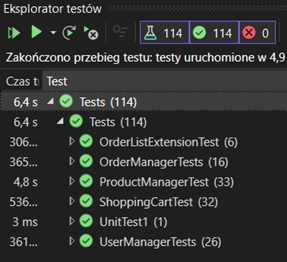 Eksplorator testów
114 114 0
Zakończono przebieg testu: testy uruchomione w 4,9
Czas t Test
6,4 s Tests (114)
6,4 s Tests (114)
306... OrderListExtensionTest (6)
365... OrderManagerTests (16)
4,8 s ProductManagerTest (33)
536... ShoppingCartTest (32)
3 ms UnitTest1 (1)
361... UserManagerTests (26)